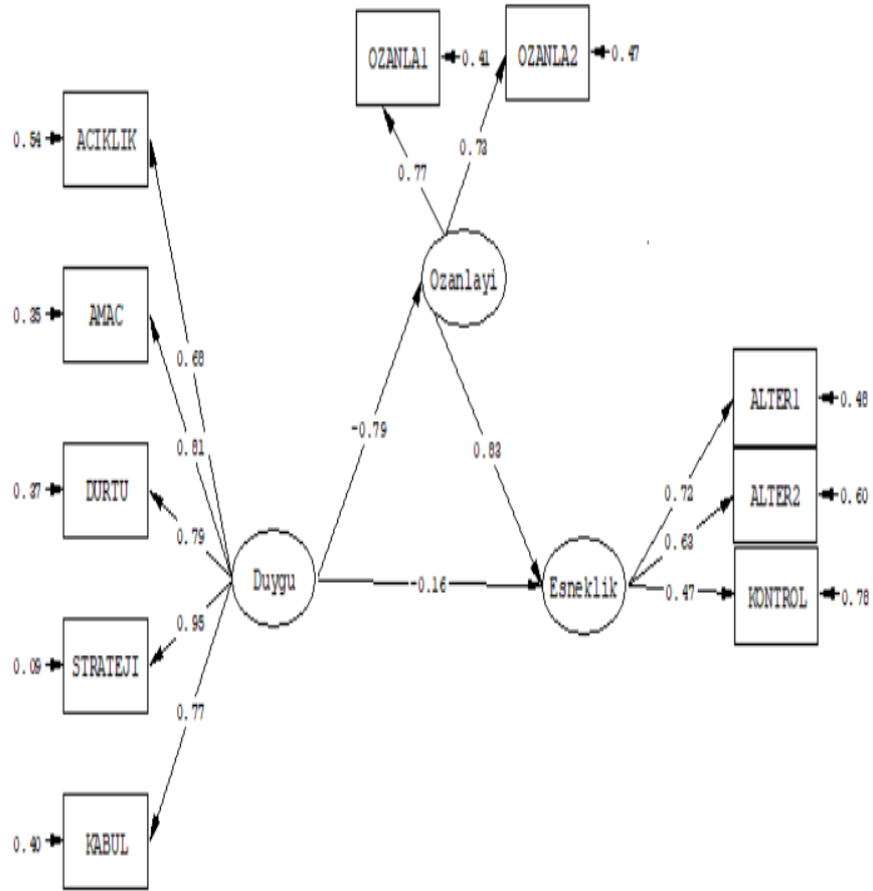 OZANLA1
0.41
OZANLA2
0.47
0.54
ACIKLIK
0.77
0.73
Ozanlayi
0.35
AMAC
0.68
0.81
-0.79
0.83
ALTER1
0.48
0.37
DURTU
0.79
0.72
ALTER2
0.60
0.63
Duygu
-0.16
Esneklik
0.47
KONTROL
0.78
0.09
STRATEJI
0.95
0.77
0.40
KABUL